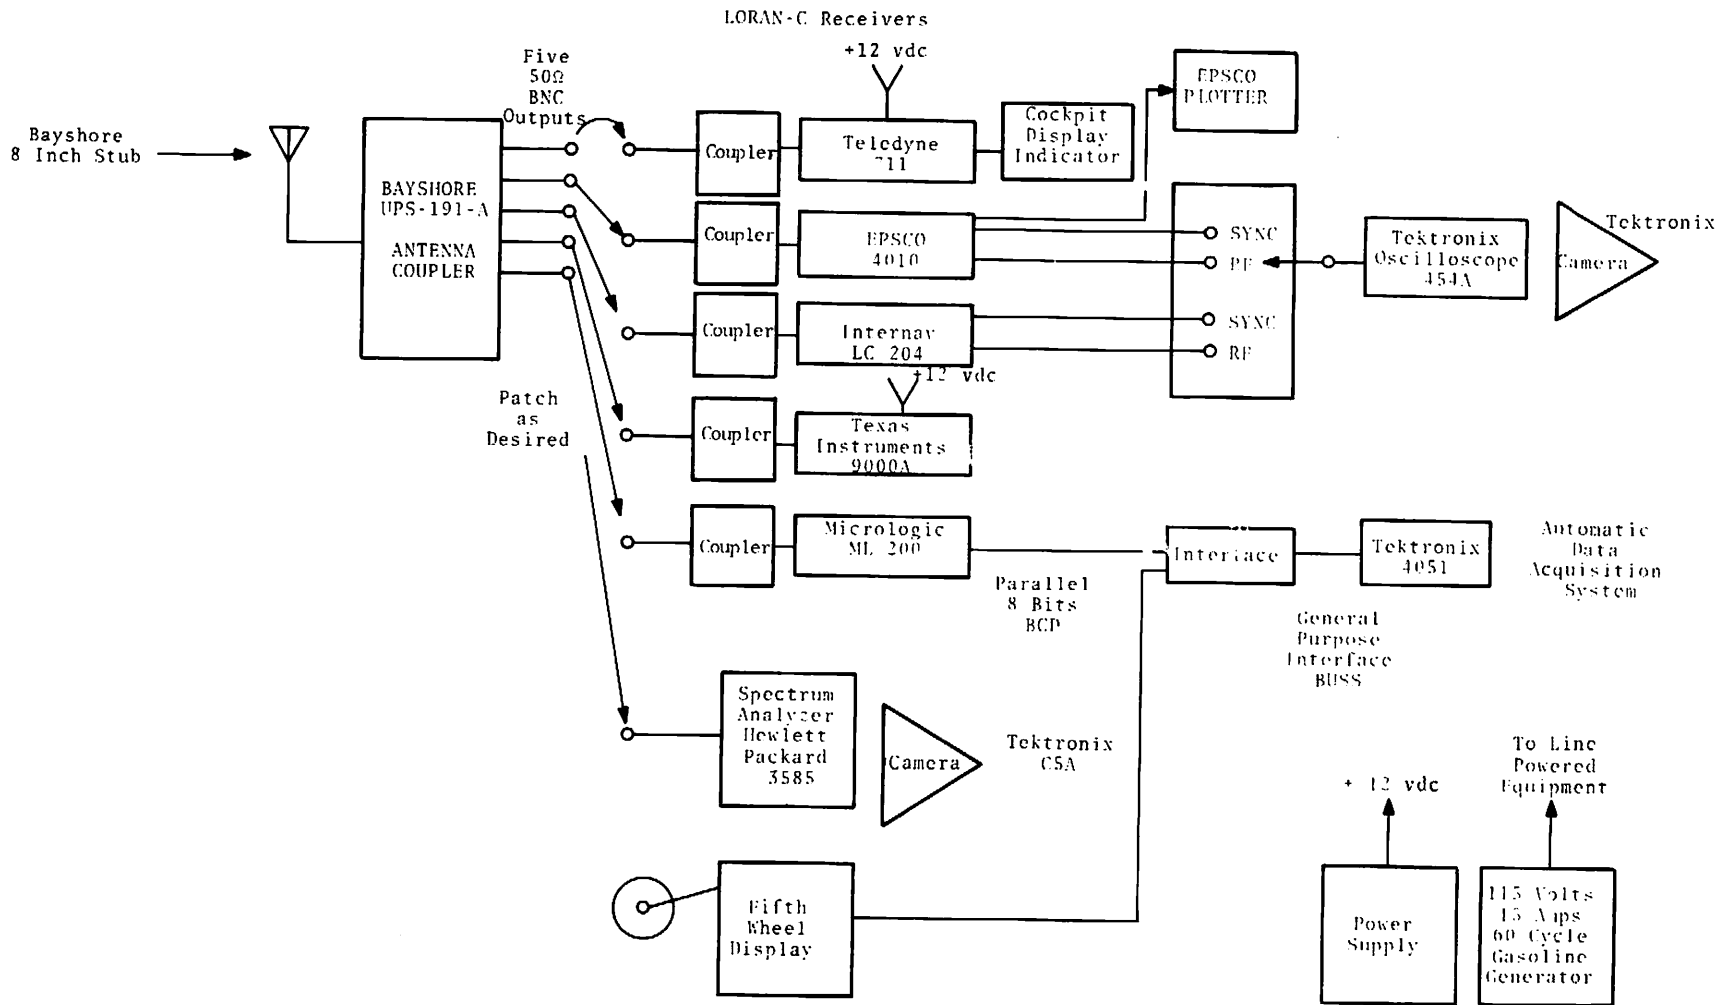 LORAN-C Receivers
+12 vdc
Five
50Ω
BNC
Outputs
Bayshore
8 Inch Stub
BAYSHORE
UPS-191-A
ANTENNA
COUPLER
Coupler
Teledyne
711
Cockpit
Display
Indicator
EPSCO
PLOTTER
Coupler
EPSCO
4010
SYNC
RF
Tektronix
Oscilloscope
454A
Camera
Tektronix
Coupler
Internav
LC 204
SYNC
RF
+12 vdc
Patch
as
Desired
Coupler
Texas
Instruments
9000A
Coupler
Micrologic
ML 200
Parallel
8 Bits
BCP
Interface
Tektronix
4051
Automatic
Data
Acquisition
System
General
Purpose
Interface
BUSS
Spectrum
Analyzer
Hewlett
Packard
3585
Camera
Tektronix
C5A
Fifth
Wheel
Display
+ 12 vdc
Power
Supply
To Line
Powered
Equipment
115 Volts
15 Amps
60 Cycle
Gasoline
Generator